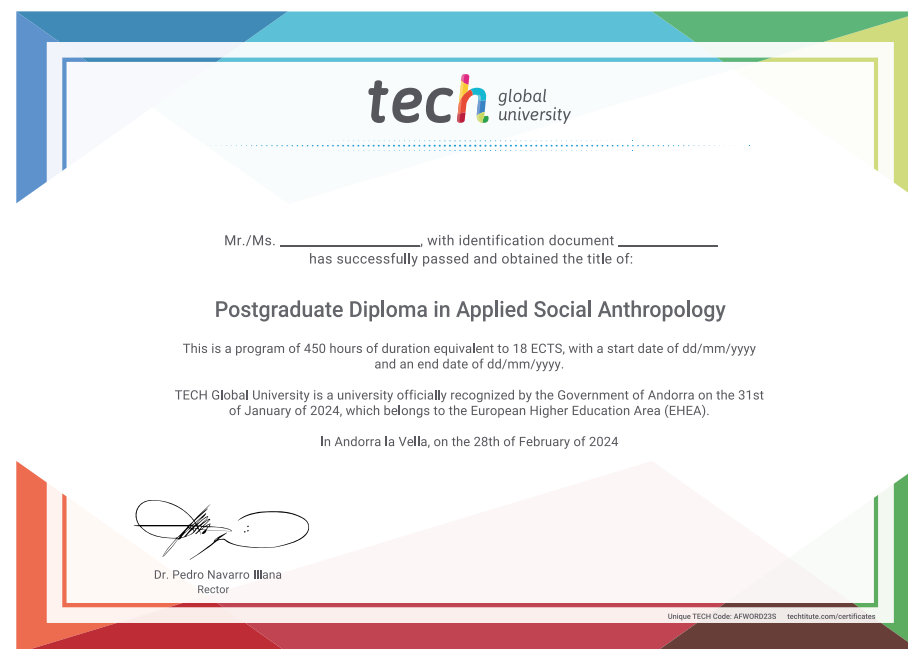 tech global university
Mr./Ms. ____________, with identification document ____________
has successfully passed and obtained the title of:
Postgraduate Diploma in Applied Social Anthropology
This is a program of 450 hours of duration equivalent to 18 ECTS, with a start date of dd/mm/yyyy
and an end date of dd/mm/yyyy.
TECH Global University is a university officially recognized by the Government of Andorra on the 31st
of January of 2024, which belongs to the European Higher Education Area (EHEA).
In Andorra la Vella, on the 28th of February of 2024
Dr. Pedro Navarro Illana
Rector
Unique TECH Code: AFWORD23S techtitute.com/certificates